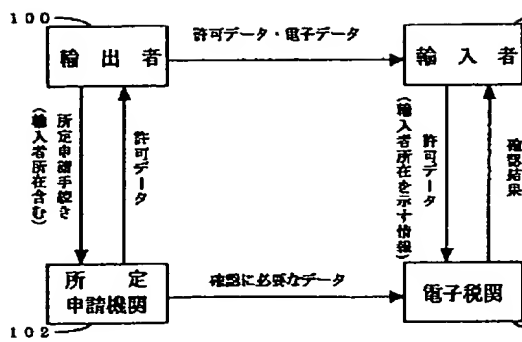 100
輸出者
許可データ・電子データ
輸入者
所定申請手続き
(輸入者所在含む)
許可データ
許可データ
(輸入者所在を示す情報)
確認結果
所定
申請機関
確認に必要なデータ
電子税関
102